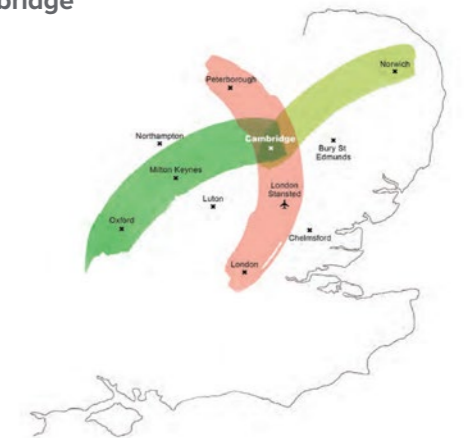 bridge
Norwich
Peterborough
Northampton
Cambridge
Bury St
Edmunds
Milton Keynes
London
Stansted
Luton
Oxford
Chelmsford
London